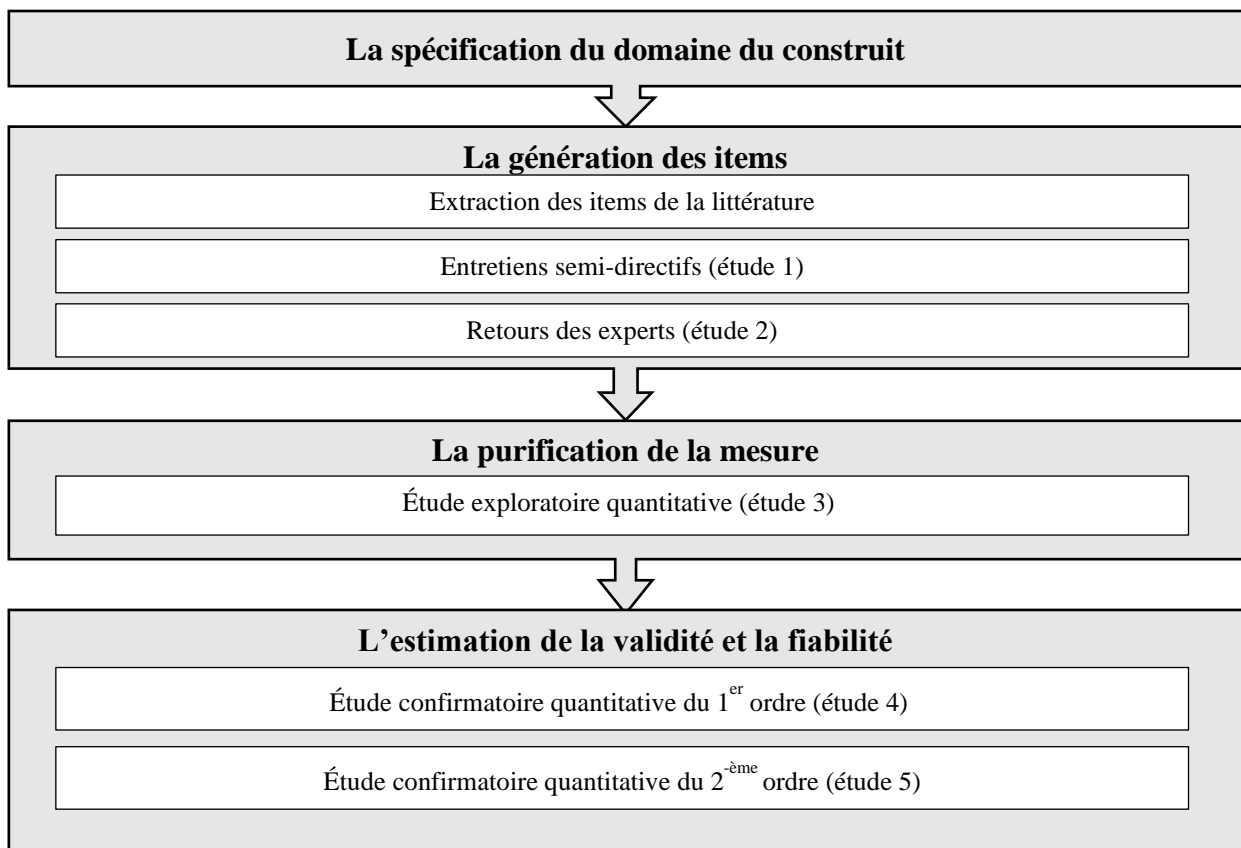 La spécification du domaine du construit
La génération des items
Extraction des items de la littérature
Entretiens semi-directifs (étude 1)
Retours des experts (étude 2)
La purification de la mesure
Étude exploratoire quantitative (étude 3)
L’estimation de la validité et la fiabilité
Étude confirmatoire quantitative du 1er ordre (étude 4)
Étude confirmatoire quantitative du 2-ème ordre (étude 5)